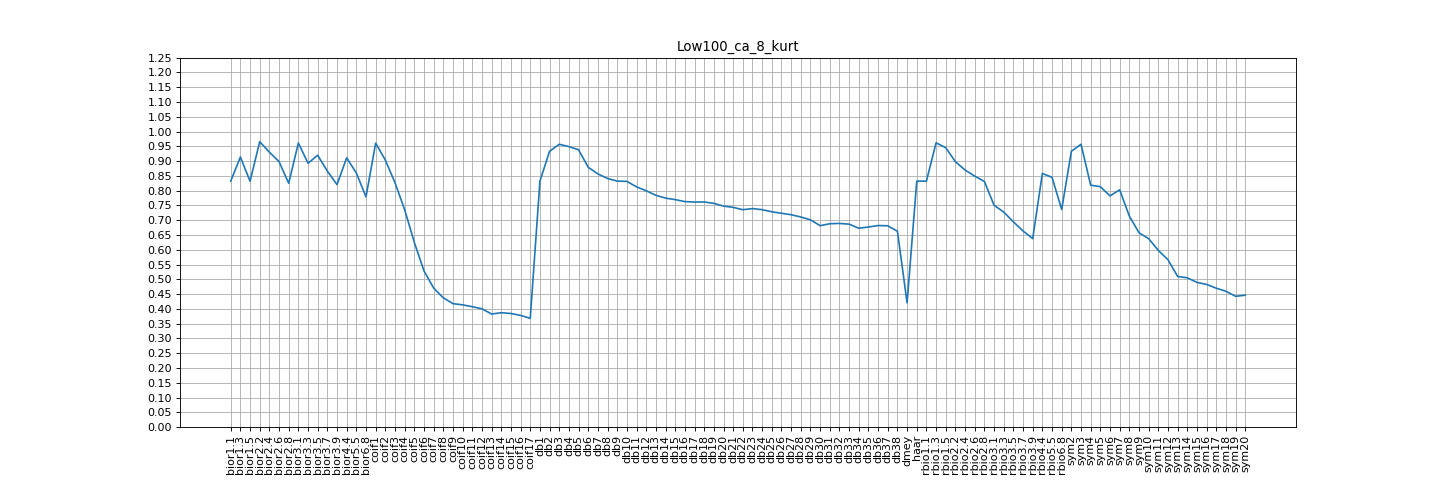 Low100_ca_8_kurt
1.25
1.20
1.15
1.10
1.05
1.00
0.95
0.90
0.85
0.80
0.75
0.70
0.65
0.60
0.55
0.50
0.45
0.40
0.35
0.30
0.25
0.20
0.15
0.10
0.05
0.00
bior1.1
bior1.3
bior1.5
bior2.2
bior2.4
bior2.6
bior2.8
bior3.1
bior3.3
bior3.5
bior3.7
bior3.9
bior4.4
bior5.5
bior6.8
coif1
coif2
coif3
coif4
coif5
coif6
coif7
coif8
coif9
coif10
coif11
coif12
coif13
coif14
coif15
coif16
coif17
db1
db2
db3
db4
db5
db6
db7
db8
db9
db10
db11
db12
db13
db14
db15
db16
db17
db18
db19
db20
db21
db22
db23
db24
db25
db26
db27
db28
db29
db30
db31
db32
db33
db34
db35
db36
db37
db38
dmey
haar
rbio1.1
rbio1.3
rbio1.5
rbio2.2
rbio2.4
rbio2.6
rbio2.8
rbio3.1
rbio3.3
rbio3.5
rbio3.7
rbio3.9
rbio4.4
rbio5.5
rbio6.8
sym2
sym3
sym4
sym5
sym6
sym7
sym8
sym9
sym10
sym11
sym12
sym13
sym14
sym15
sym16
sym17
sym18
sym19
sym20